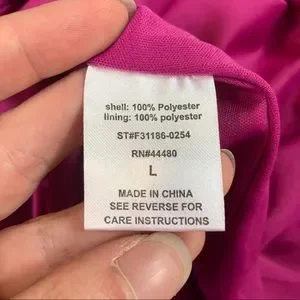 shell: 100% Polyester
lining: 100% polyester
ST#F31186-0254
RN#44480
L
MADE IN CHINA
SEE REVERSE FOR
CARE INSTRUCTIONS